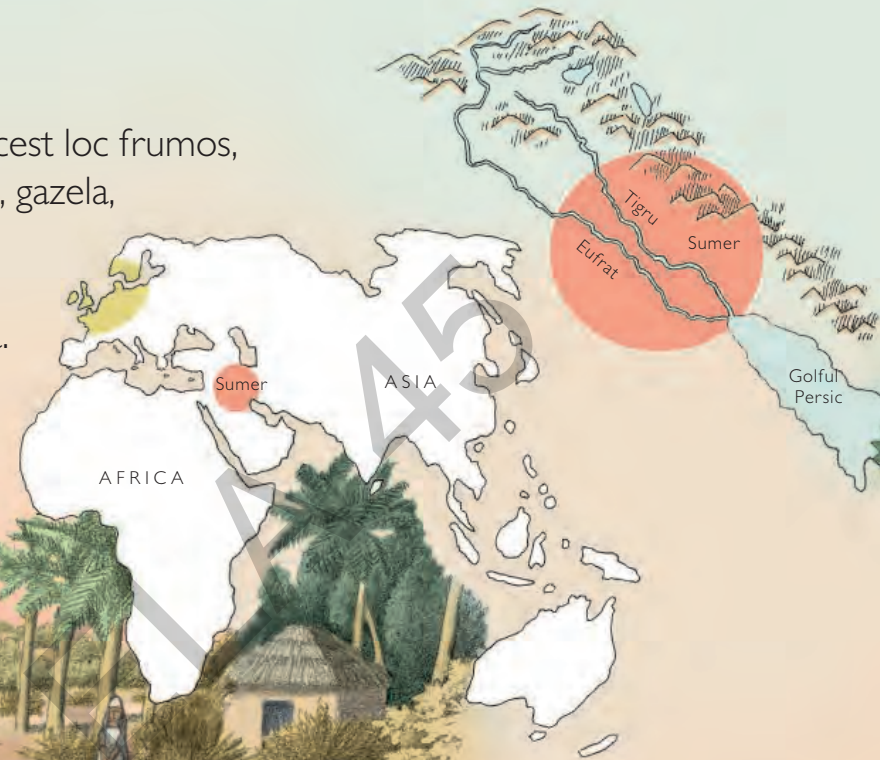 cest loc frumos,
, gazela,
.
Tigru
Sumer
Eufrat
Golful
Persic
Sumer
ASIA
AFRICA